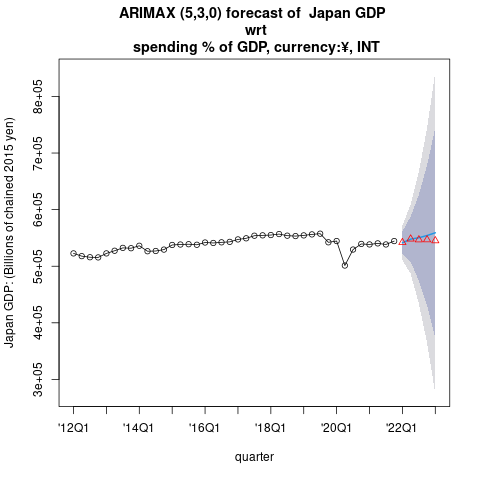 ARIMAX (5,3,0) forecast of  Japan GDP
wrt
spending % of GDP, currency:¥, INT
Japan GDP: (Billions of chained 2015 yen)
8e+05
7e+05
6e+05
5e+05
4e+05
3e+05
'12Q1 '14Q1 '16Q1 '18Q1 '20Q1 '22Q1
quarter